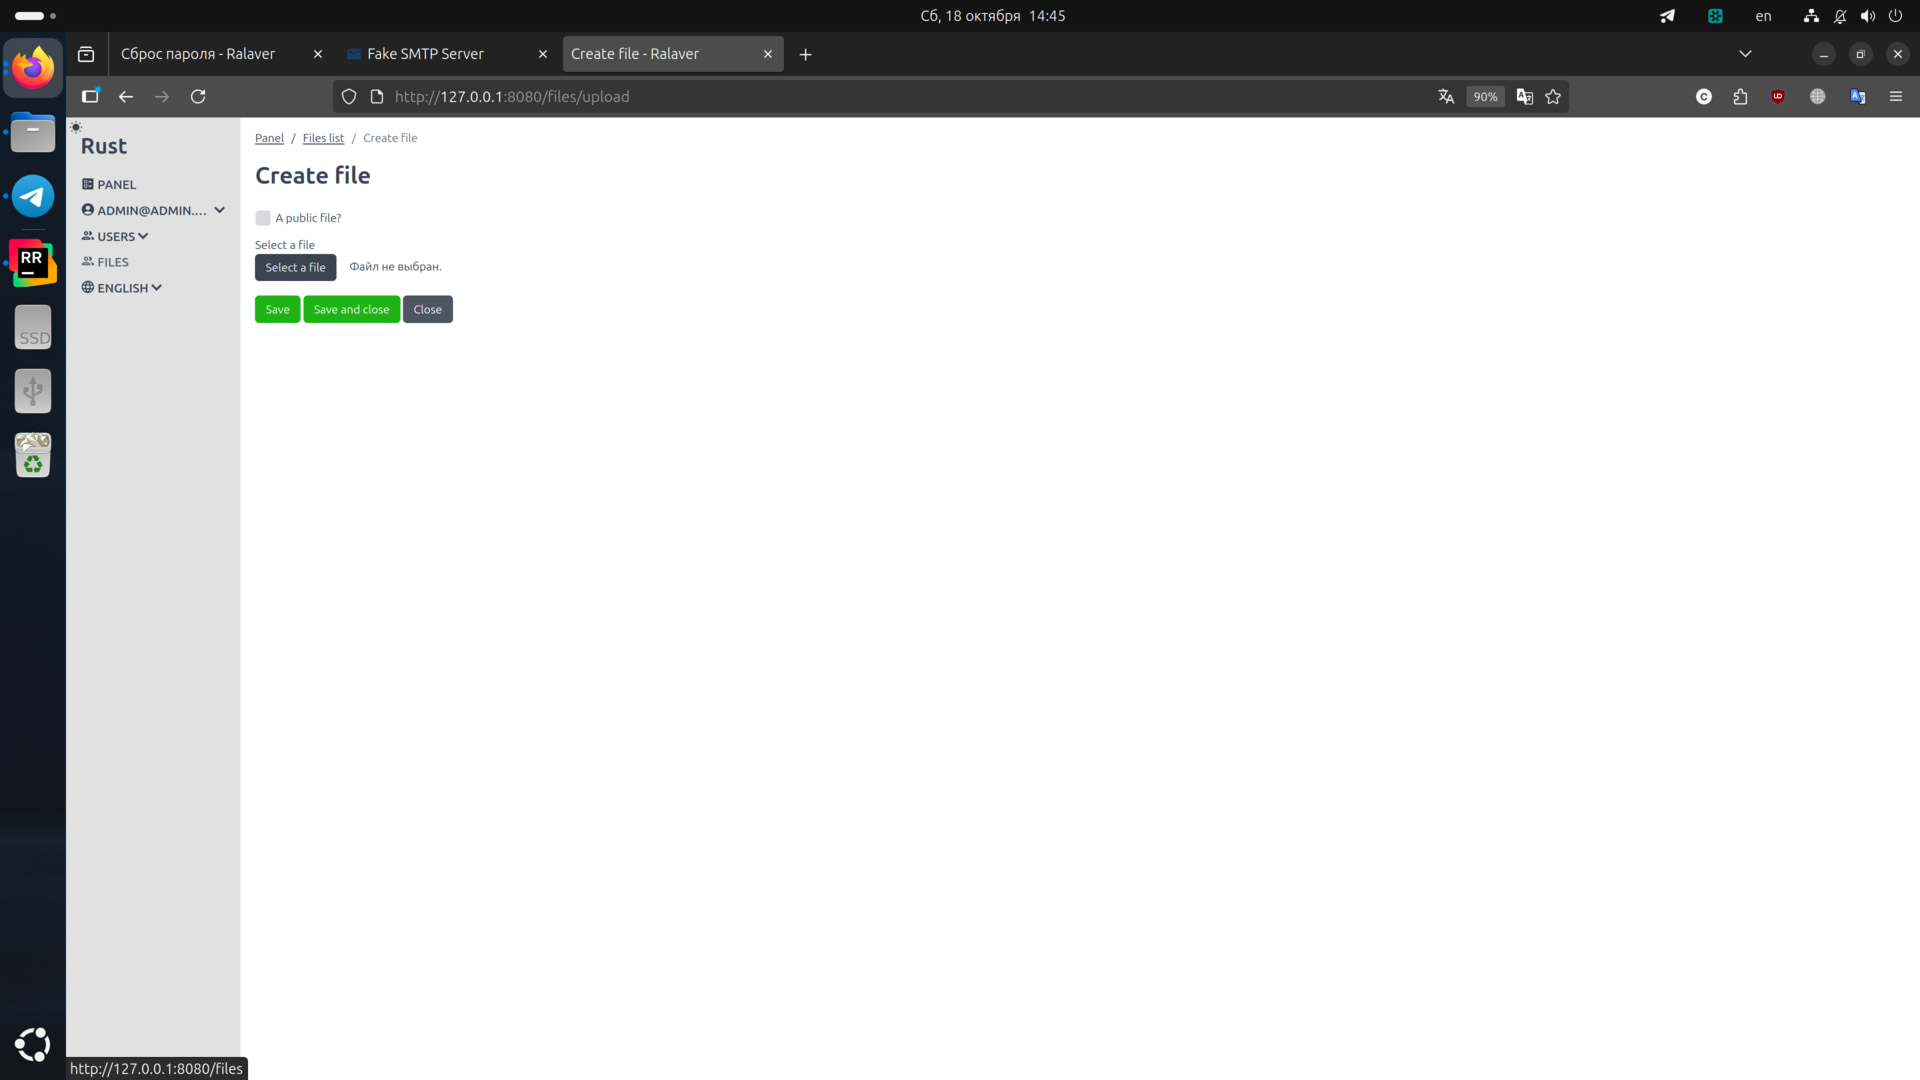 Сб, 18 октября 14:45
en
Сброс пароля - Ralaver
Fake SMTP Server
Create file - Ralaver
http://127.0.0.1:8080/files/upload
90%
Rust
Panel / Files list / Create file
Create file
PANEL
ADMIN@ADMIN....
USERS
FILES
ENGLISH
A public file?
Select a file
Select a file
Файл не выбран.
Save
Save and close
Close
RR
SSD
http://127.0.0.1:8080/files